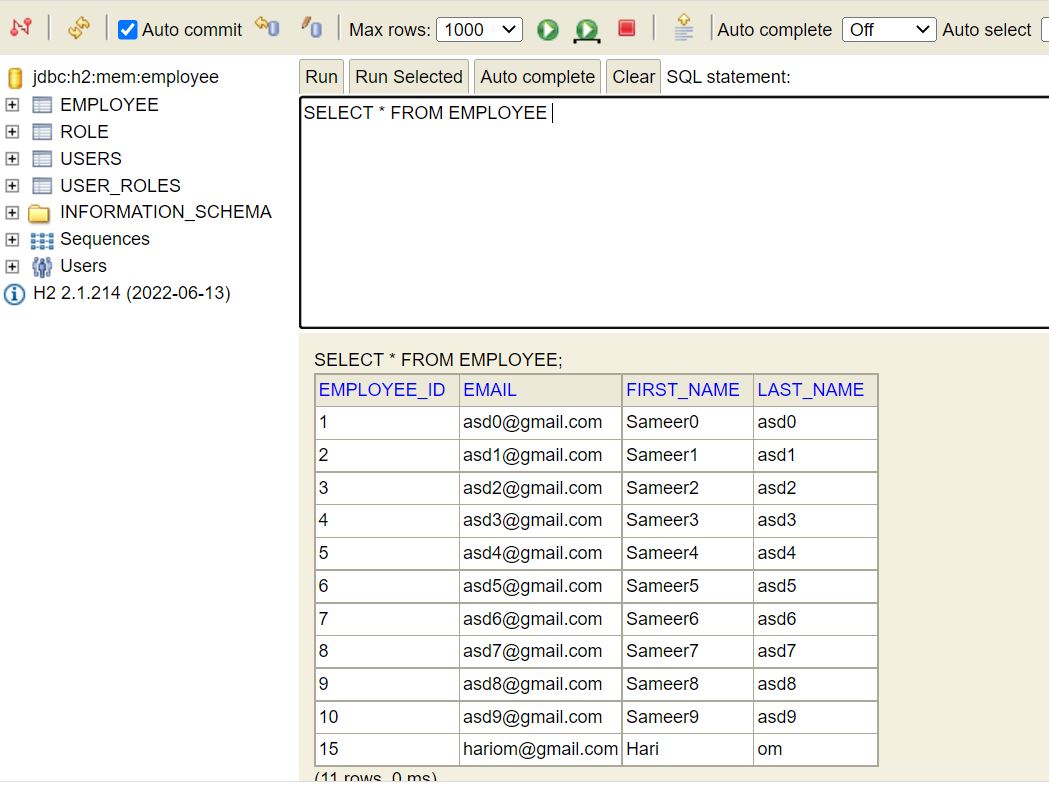 Auto commit Max rows: 1000 Auto complete Off Auto select
jdbc:h2:mem:employee
EMPLOYEE
ROLE
USERS
USER_ROLES
INFORMATION_SCHEMA
Sequences
Users
H2 2.1.214 (2022-06-13)
Run Run Selected Auto complete Clear SQL statement:
SELECT * FROM EMPLOYEE
SELECT * FROM EMPLOYEE;
EMPLOYEE_ID EMAIL FIRST_NAME LAST_NAME
1 asd0@gmail.com Sameer0 asd0
2 asd1@gmail.com Sameer1 asd1
3 asd2@gmail.com Sameer2 asd2
4 asd3@gmail.com Sameer3 asd3
5 asd4@gmail.com Sameer4 asd4
6 asd5@gmail.com Sameer5 asd5
7 asd6@gmail.com Sameer6 asd6
8 asd7@gmail.com Sameer7 asd7
9 asd8@gmail.com Sameer8 asd8
10 asd9@gmail.com Sameer9 asd9
15 hariom@gmail.com Hari om
(11 rows, 0 ms)